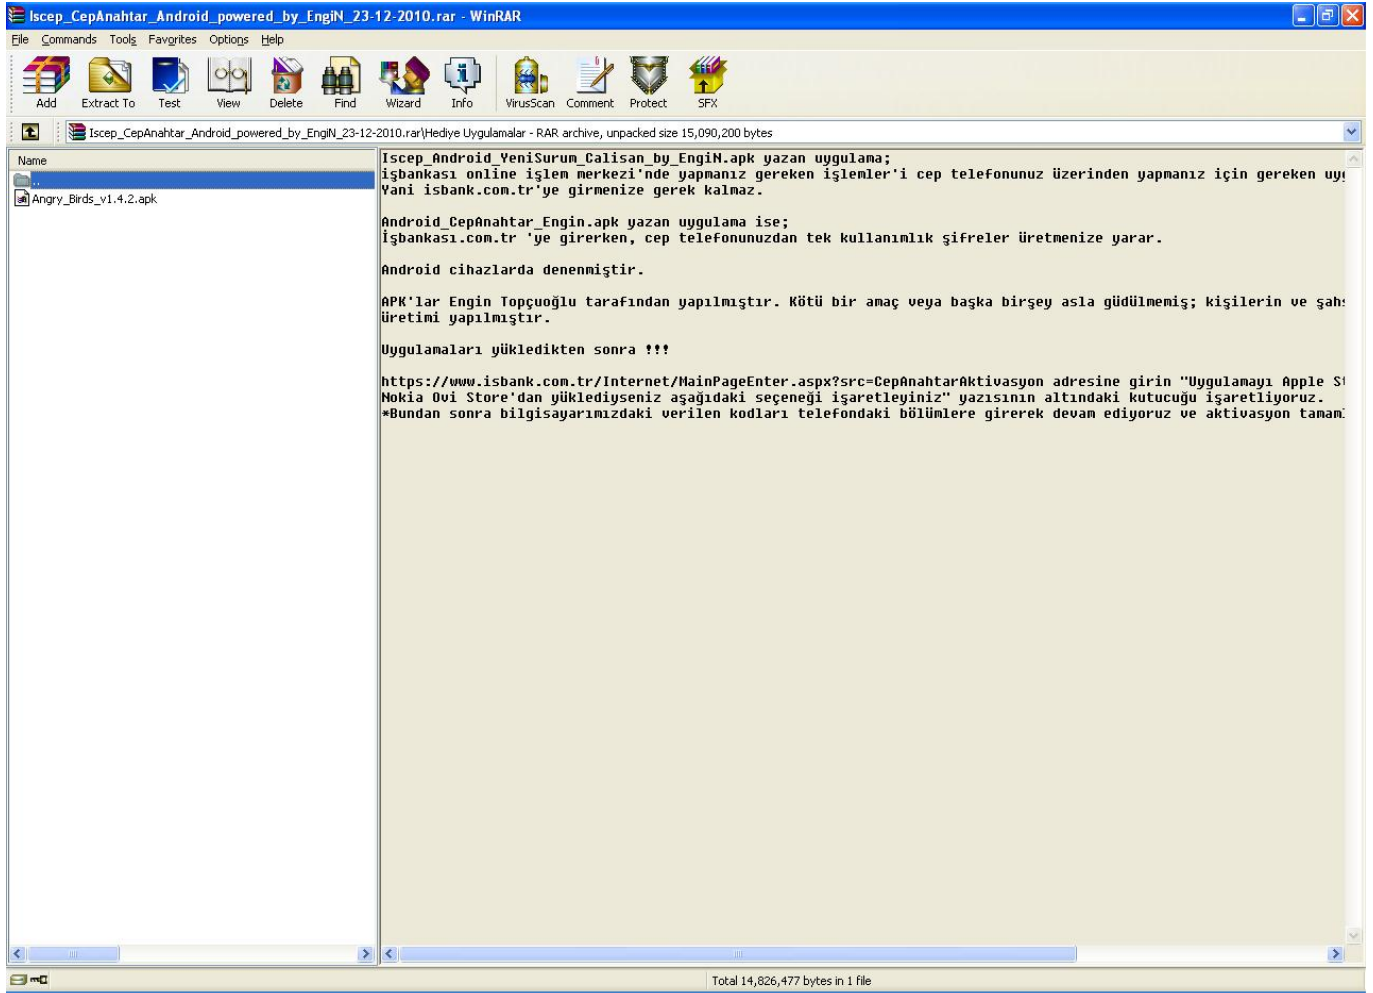 Iscep_CepAnahtar_Android_powered_by_EngiN_23-12-2010.rar - WinRAR
File Commands Tools Favorites Options Help
Add Extract To Test View Delete Find Wizard Info VirusScan Comment Protect SFX
Iscep_CepAnahtar_Android_powered_by_EngiN_23-12-2010.rar\Hediye Uygulamalar - RAR archive, unpacked size 15,090,200 bytes
Name
..
Angry_Birds_v1.4.2.apk
Iscep_Android_YeniSurum_Calisan_by_EngiN.apk yazan uygulama;
işbankası online işlem merkezi'nde yapmanız gereken işlemler'i cep telefonunuz üzerinden yapmanız için gereken uyg
Yani isbank.com.tr'ye girmenize gerek kalmaz.
Android_CepAnahtar_Engin.apk yazan uygulama ise;
İşbankası.com.tr 'ye girerken, cep telefonunuzdan tek kullanımlık şifreler üretmenize yarar.
Android cihazlarda denenmiştir.
APK'lar Engin Topçuoğlu tarafından yapılmıştır. Kötü bir amaç veya başka birşey asla güdülmemiş; kişilerin ve şahs
üretimi yapılmıştır.
Uygulamaları yükledikten sonra !!!
https://www.isbank.com.tr/Internet/MainPageEnter.aspx?src=CepAnahtarAktivasyon adresine girin "Uygulamayı Apple St
Nokia Ovi Store'dan yüklediyseniz aşağıdaki seçeneği işaretleyiniz" yazısının altındaki kutucuğu işaretliyoruz.
*Bundan sonra bilgisayarımızdaki verilen kodları telefondaki bölümlere girerek devam ediyoruz ve aktivasyon tamam
Total 14,826,477 bytes in 1 file